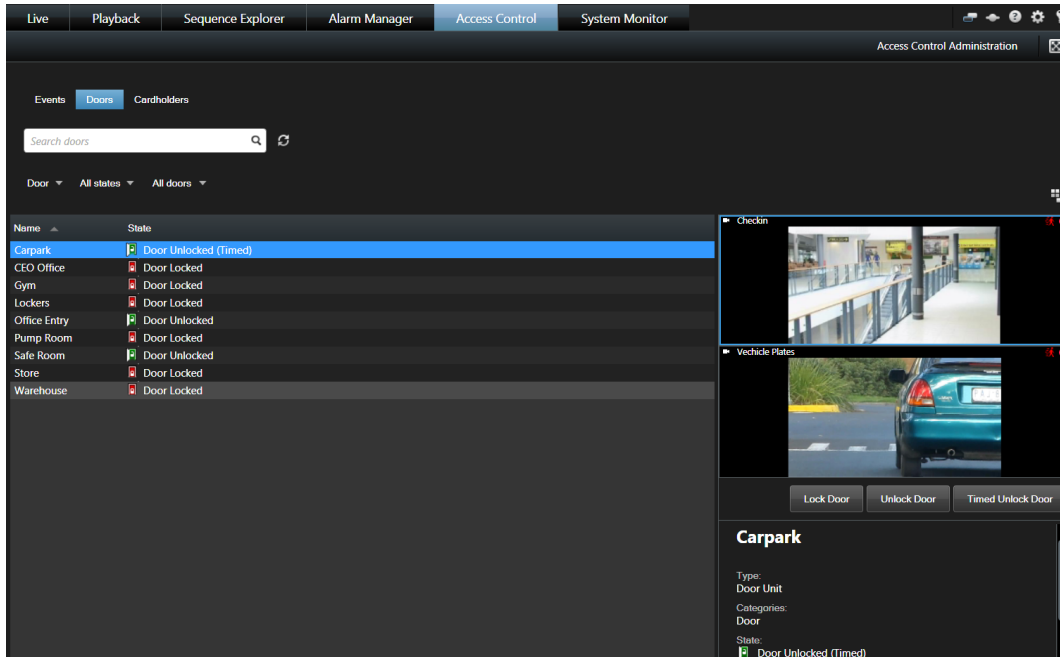 Live Playback Sequence Explorer Alarm Manager Access Control System Monitor
Access Control Administration
Events Doors Cardholders
Search doors
Door All states All doors
Name State
Carpark Door Unlocked (Timed)
CEO Office Door Locked
Gym Door Locked
Lockers Door Locked
Office Entry Door Unlocked
Pump Room Door Locked
Safe Room Door Unlocked
Store Door Locked
Warehouse Door Locked
Checkin
Vechicle Plates
Lock Door Unlock Door Timed Unlock Door
Carpark
Type:
Door Unit
Categories:
Door
State:
Door Unlocked (Timed)